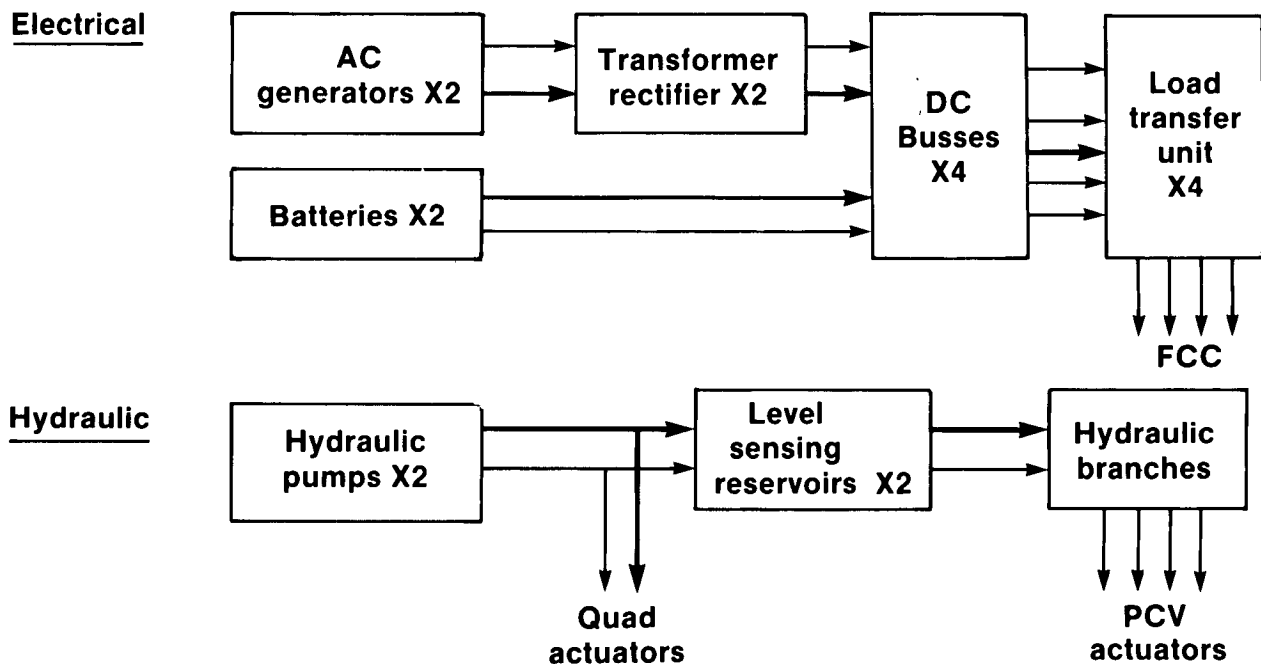 Electrical
AC
generators X2
Transformer
rectifier X2
DC
Busses
X4
Load
transfer
unit
X4
Batteries X2
FCC
Hydraulic
Hydraulic
pumps X2
Level
sensing
reservoirs X2
Hydraulic
branches
Quad
actuators
PCV
actuators